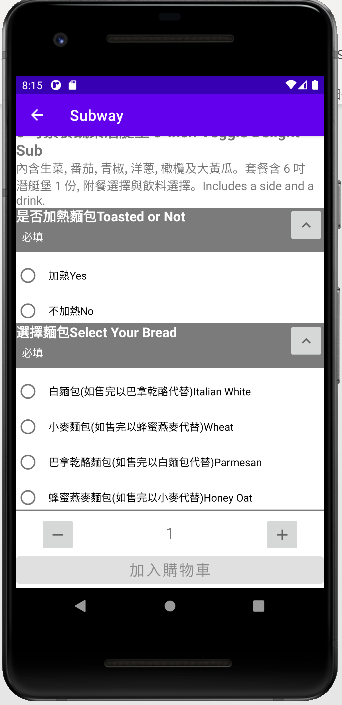 8:15
Subway
Sub
內含生菜, 番茄, 青椒, 洋蔥, 橄欖及大黃瓜。套餐含 6 吋
潛艇堡 1 份, 附餐選擇與飲料選擇。Includes a side and a
drink.
是否加熱麵包Toasted or Not
必填
加熱Yes
不加熱No
選擇麵包Select Your Bread
必填
白麵包(如售完以巴拿乾酪代替)Italian White
小麥麵包(如售完以蜂蜜燕麥代替)Wheat
巴拿乾酪麵包(如售完以白麵包代替)Parmesan
蜂蜜燕麥麵包(如售完以小麥代替)Honey Oat
1
加入購物車